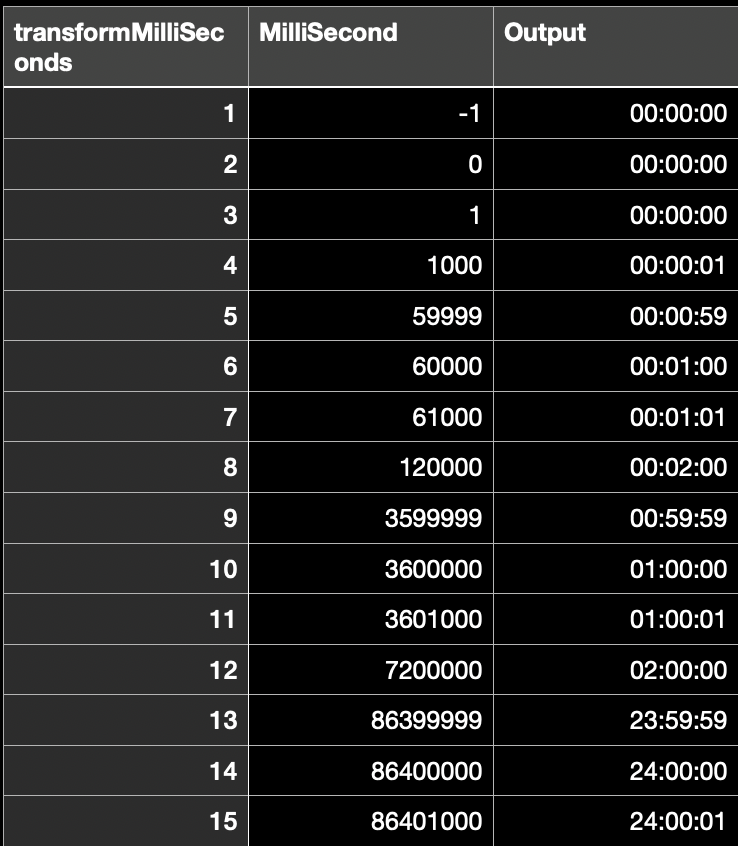 transformMilliSec MilliSecond Output
onds
1 -1 00:00:00
2 0 00:00:00
3 1 00:00:00
4 1000 00:00:01
5 59999 00:00:59
6 60000 00:01:00
7 61000 00:01:01
8 120000 00:02:00
9 3599999 00:59:59
10 3600000 01:00:00
11 3601000 01:00:01
12 7200000 02:00:00
13 86399999 23:59:59
14 86400000 24:00:00
15 86401000 24:00:01